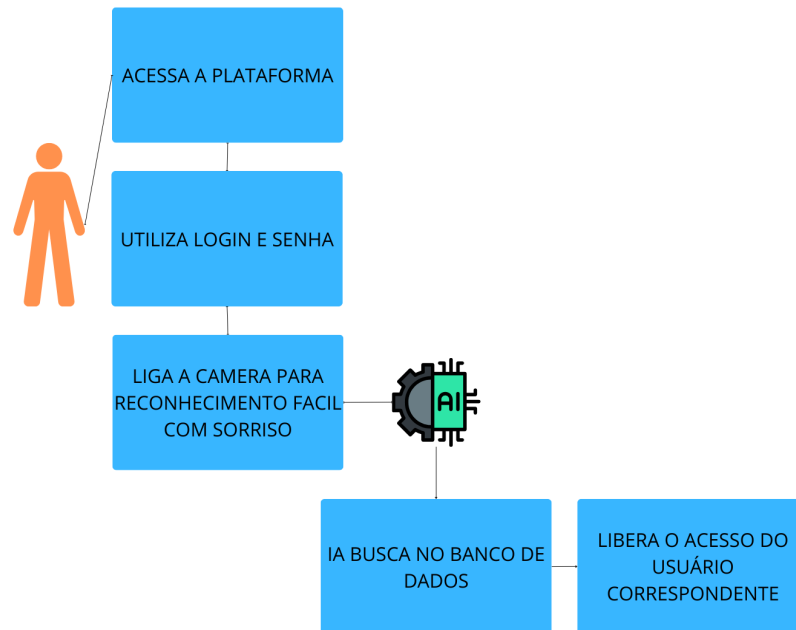 ACESSA A PLATAFORMA
UTILIZA LOGIN E SENHA
LIGA A CAMERA PARA
RECONHECIMENTO FACIL
COM SORRISO
AI
IA BUSCA NO BANCO DE
DADOS
LIBERA O ACESSO DO
USUÁRIO
CORRESPONDENTE